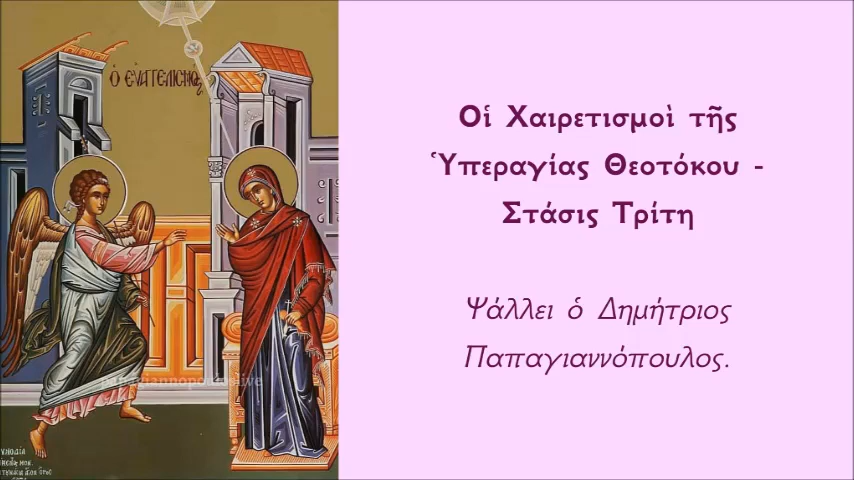 Ὁ ΕΥΑΓΓΕΛΙΣΜΟΣ
Οἱ Χαιρετισμοὶ τῆς
Ὑπεραγίας Θεοτόκου -
Στάσις Τρίτη
Ψάλλει ὁ Δημήτριος
Παπαγιαννόπουλος.